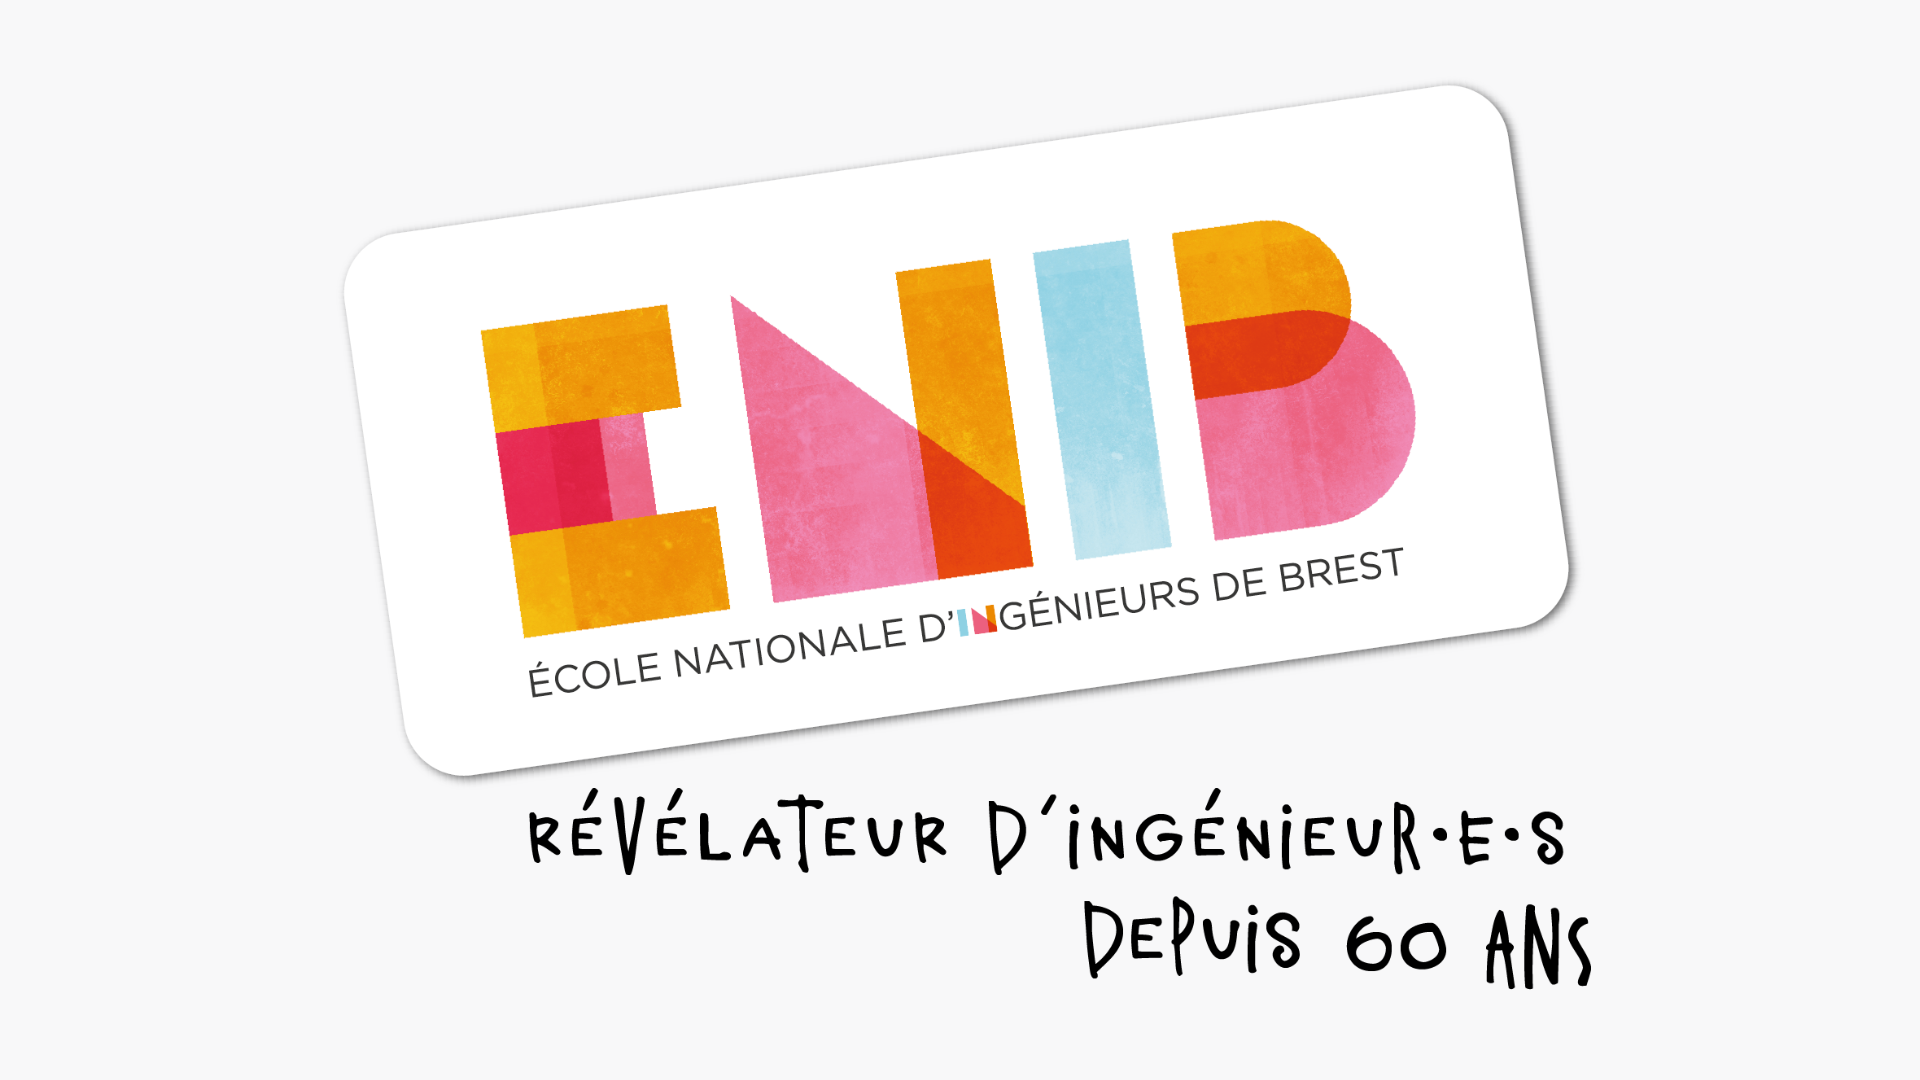 ENIB
ÉCOLE NATIONALE D'INGÉNIEURS DE BREST
RÉVÉLATEUR D'INGÉNIEUR·E·S
DEPUIS 60 ANS